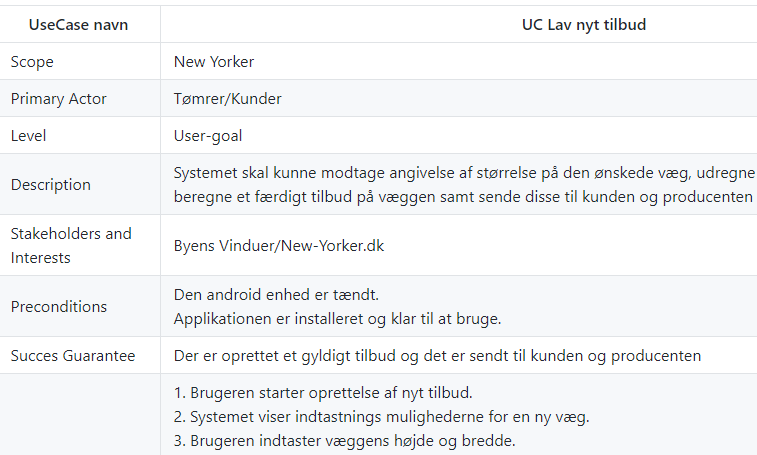 UseCase navn UC Lav nyt tilbud
Scope New Yorker
Primary Actor Tømrer/Kunder
Level User-goal
Description Systemet skal kunne modtage angivelse af størrelse på den ønskede væg, udregne
beregne et færdigt tilbud på væggen samt sende disse til kunden og producenten
Stakeholders and
Interests Byens Vinduer/New-Yorker.dk
Preconditions Den android enhed er tændt.
Applikationen er installeret og klar til at bruge.
Succes Guarantee Der er oprettet et gyldigt tilbud og det er sendt til kunden og producenten
1. Brugeren starter oprettelse af nyt tilbud.
2. Systemet viser indtastnings mulighederne for en ny væg.
3. Brugeren indtaster væggens højde og bredde.